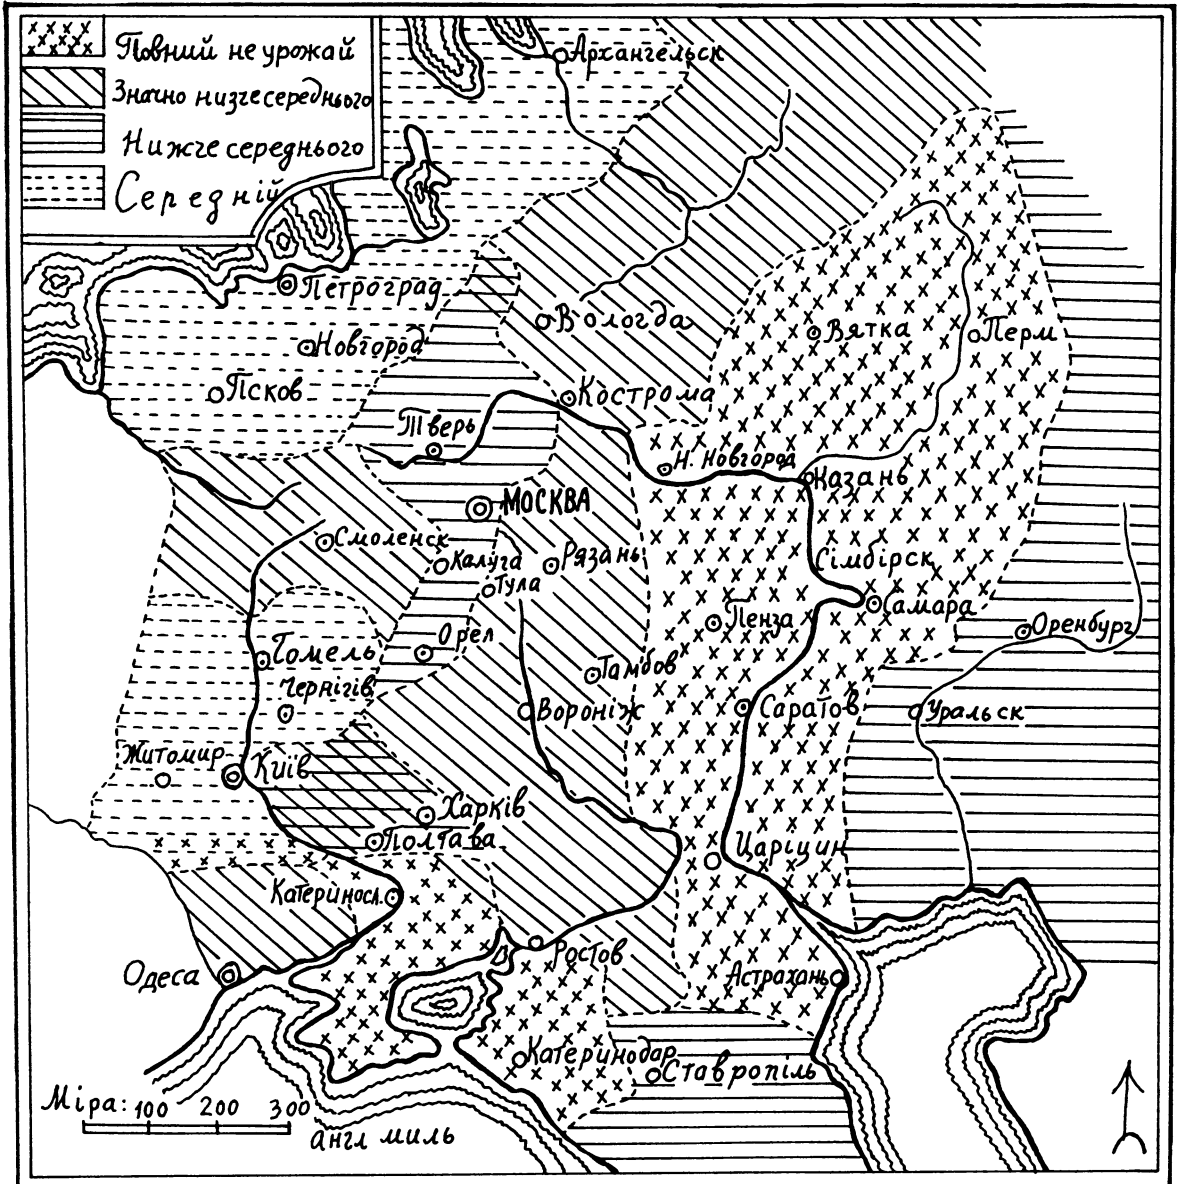 Повний не урожай
Значно низче середнього
Нижче середнього
Середній
Архангельск
Петроград
Новгород
Псков
Вологда
Вятка
Перм
Кострома
Тверь
Н. Новгород
Казань
МОСКВА
Смоленск
Калуга
Рязань
Тула
Сімбірск
Самара
Пенза
Оренбург
Орел
Гомель
Тамбов
Чернігів
Вороніж
Саратов
Уральск
Житомир
Київ
Харків
Полтава
Царіцин
Катериносл.
Одеса
Ростов
Астрахань
Катеринодар
Ставропіль
Міра: 100 200 300
англ миль